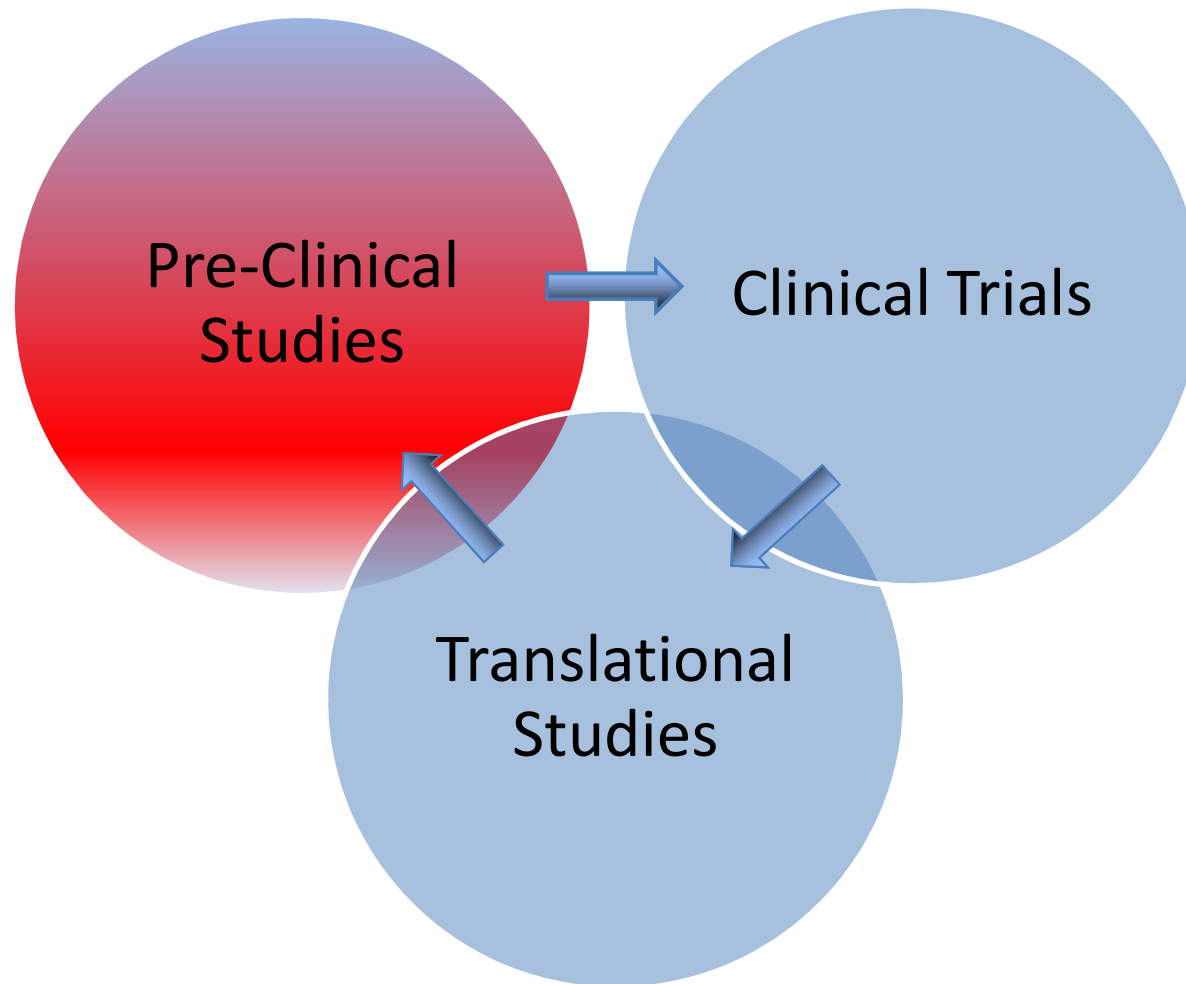 Pre-Clinical
Studies
Clinical Trials
Translational
Studies